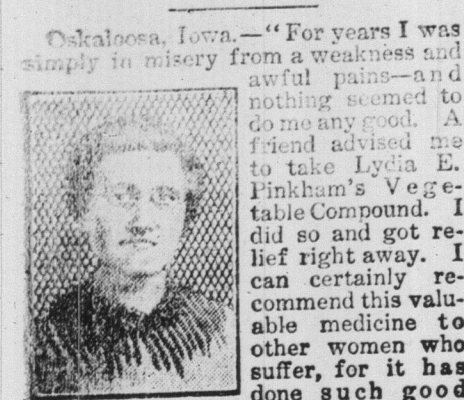 Oskaloosa, Iowa.—"For years I was
simply in misery from a weakness and
awful pains—and
nothing seemed to
do me any good. A
friend advised me
to take Lydia E.
Pinkham's Vege-
table Compound. I
did so and got re-
lief right away. I
can certainly re-
commend this valu-
able medicine to
other women who
suffer, for it has
done such good